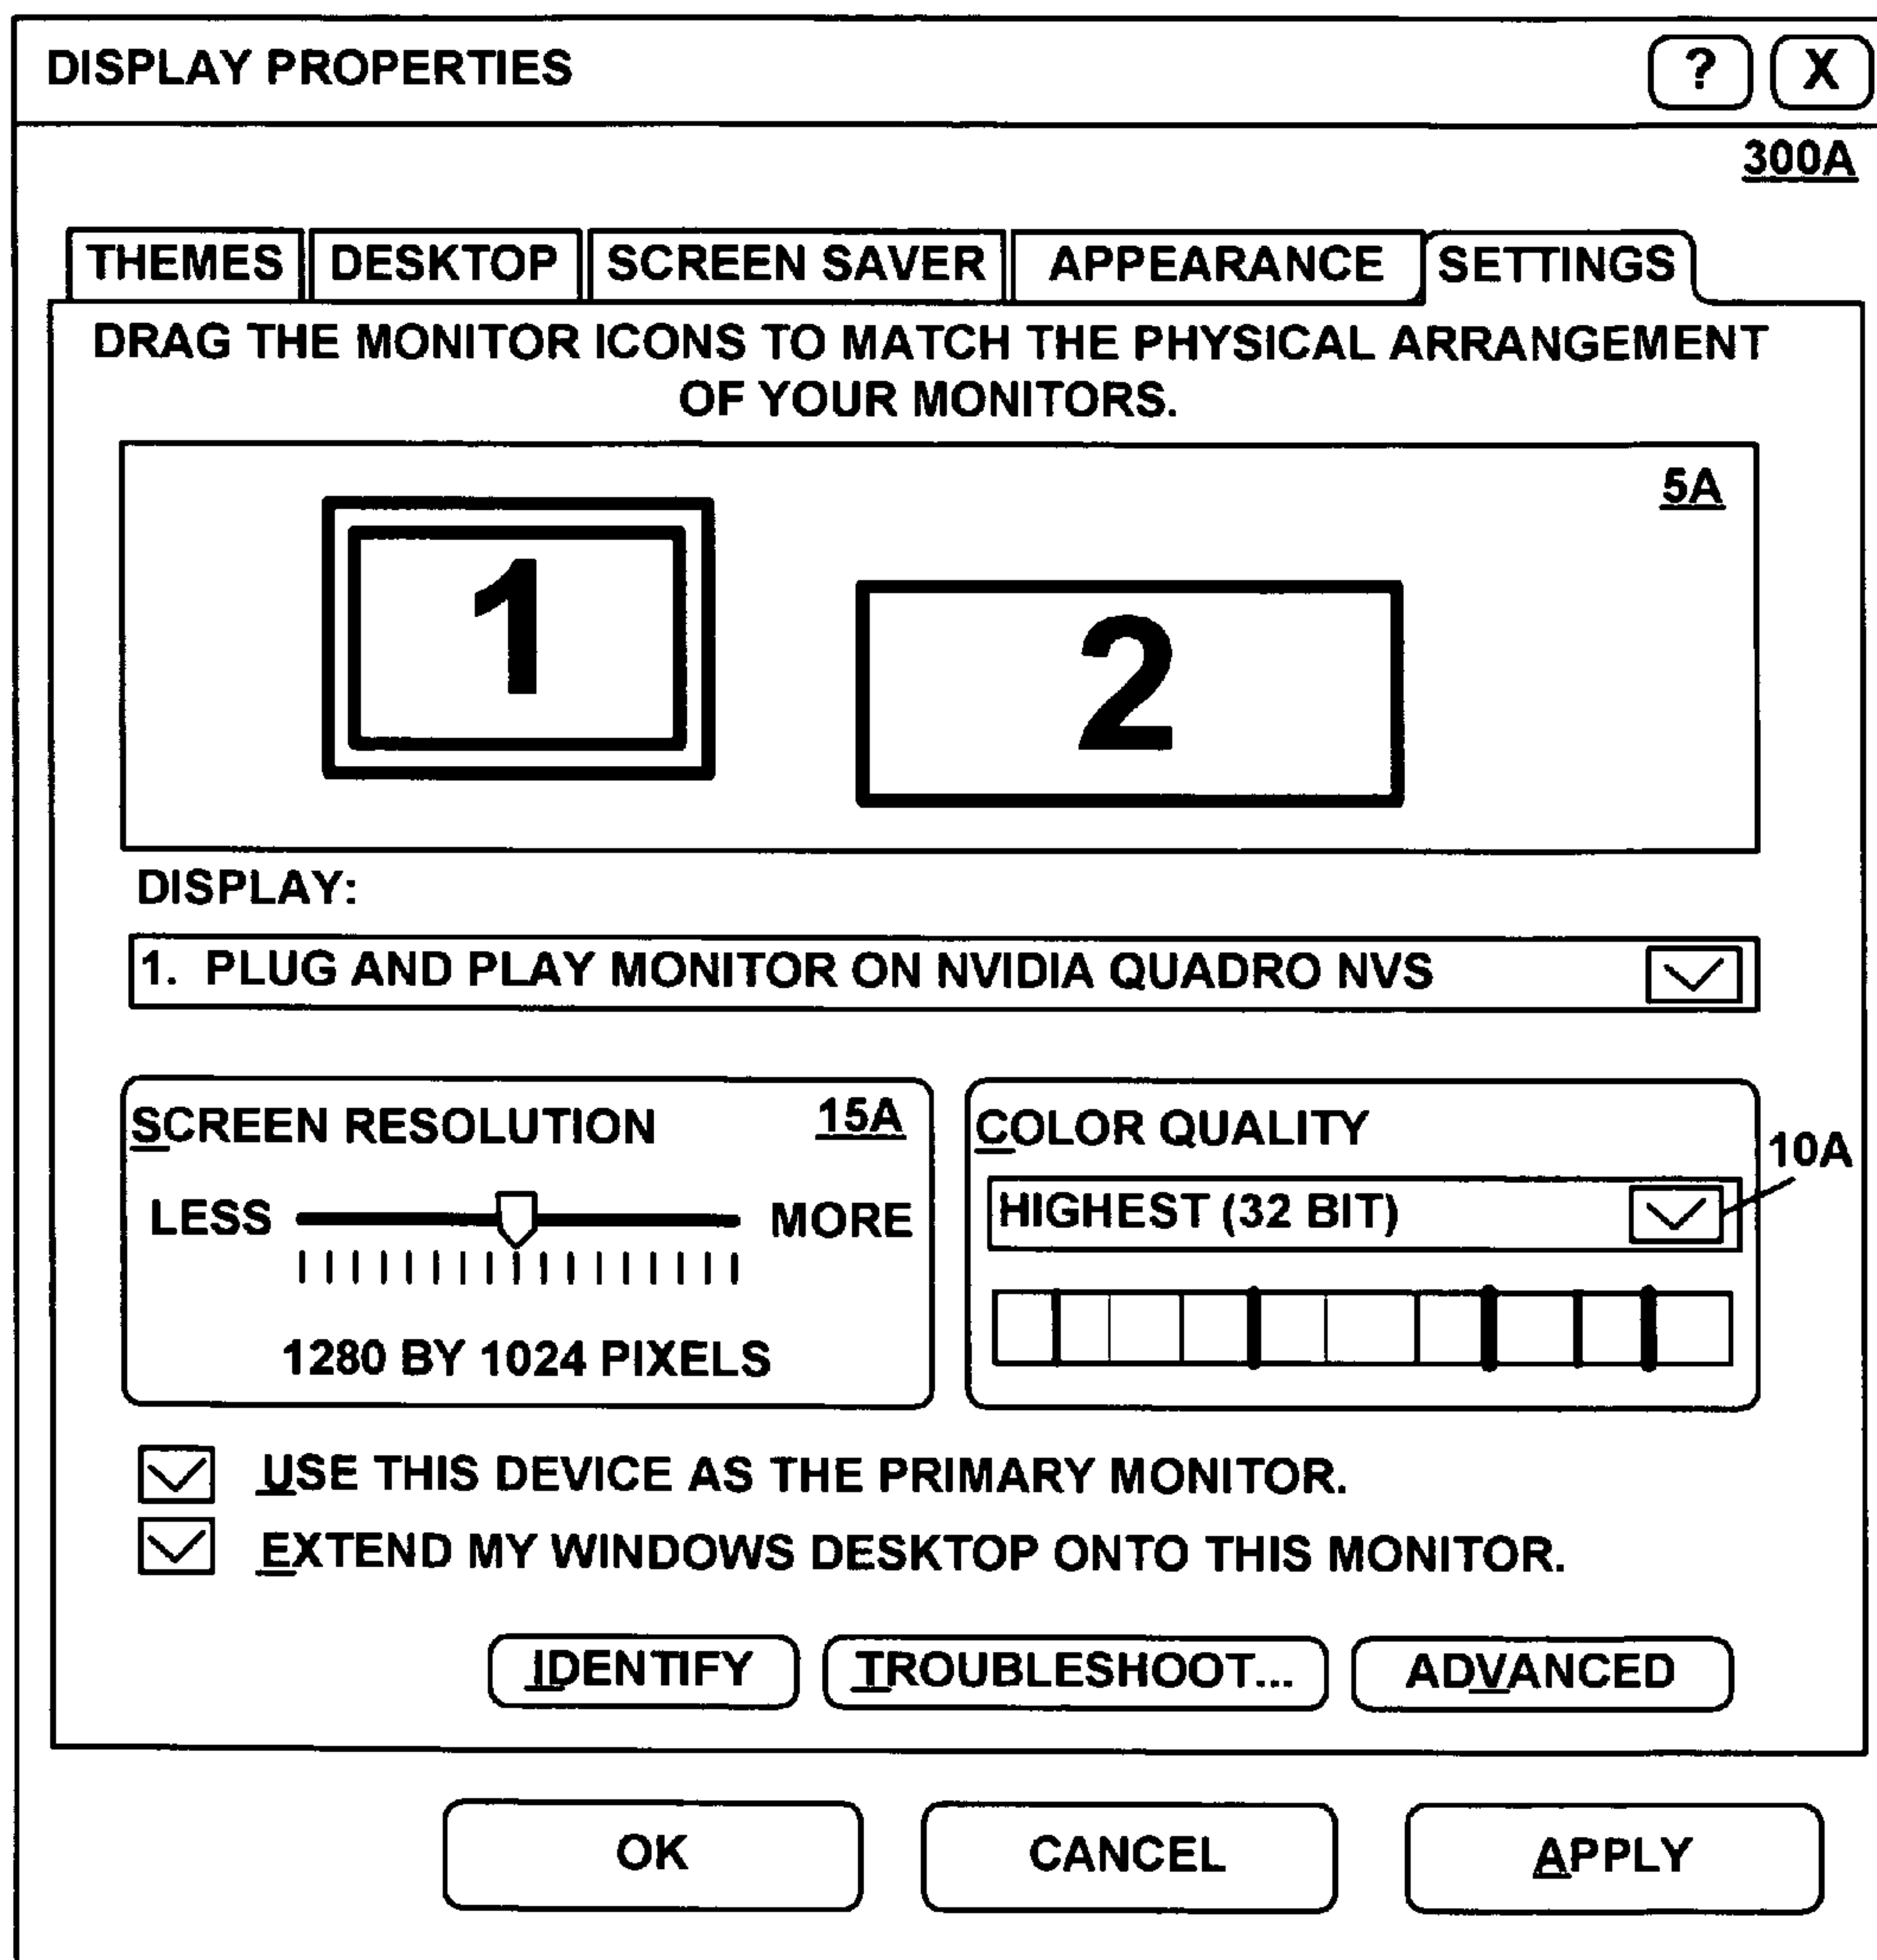 DISPLAY PROPERTIES
? X
300A
THEMES DESKTOP SCREEN SAVER APPEARANCE SETTINGS
DRAG THE MONITOR ICONS TO MATCH THE PHYSICAL ARRANGEMENT
OF YOUR MONITORS.
5A
1
2
DISPLAY:
1. PLUG AND PLAY MONITOR ON NVIDIA QUADRO NVS
SCREEN RESOLUTION 15A
LESS MORE
1280 BY 1024 PIXELS
COLOR QUALITY
10A
HIGHEST (32 BIT)
USE THIS DEVICE AS THE PRIMARY MONITOR.
EXTEND MY WINDOWS DESKTOP ONTO THIS MONITOR.
IDENTIFY TROUBLESHOOT... ADVANCED
OK CANCEL APPLY